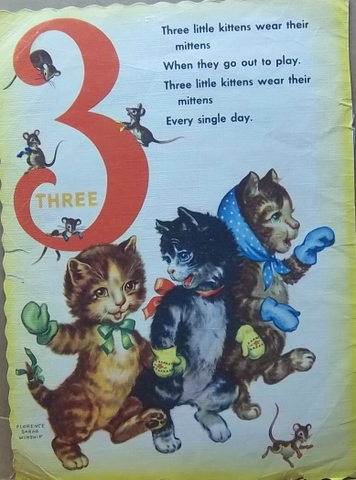 3
Three little kittens wear their
mittens
When they go out to play.
Three little kittens wear their
mittens
Every single day.
THREE
FLORENCE
SARAH
WINSHIP